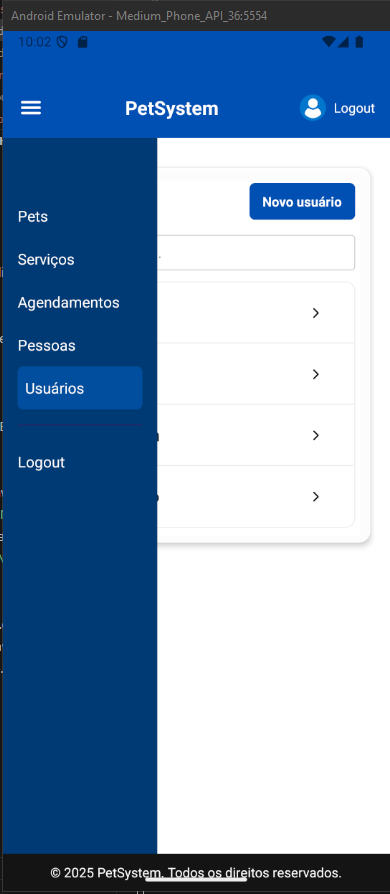 Android Emulator - Medium_Phone_API_36:5554
10:02
PetSystem
Logout
Novo usuário
Pets
Serviços
Agendamentos
Pessoas
Usuários
Logout
© 2025 PetSystem. Todos os direitos reservados.